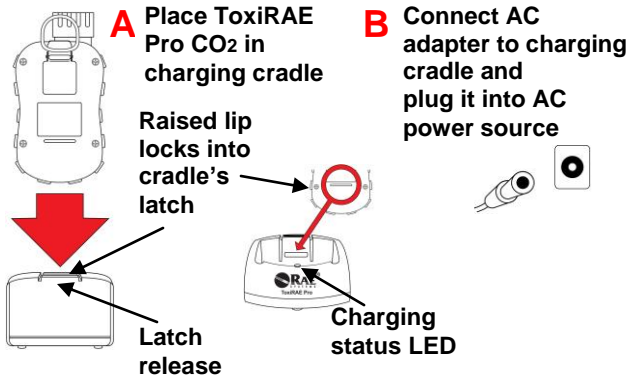 A Place ToxiRAE
Pro CO2 in
charging cradle
B Connect AC
adapter to charging
cradle and
plug it into AC
power source
Raised lip
locks into
cradle's
latch
RAE
SYSTEMS
ToxiRAE Pro
Latch
release
Charging
status LED